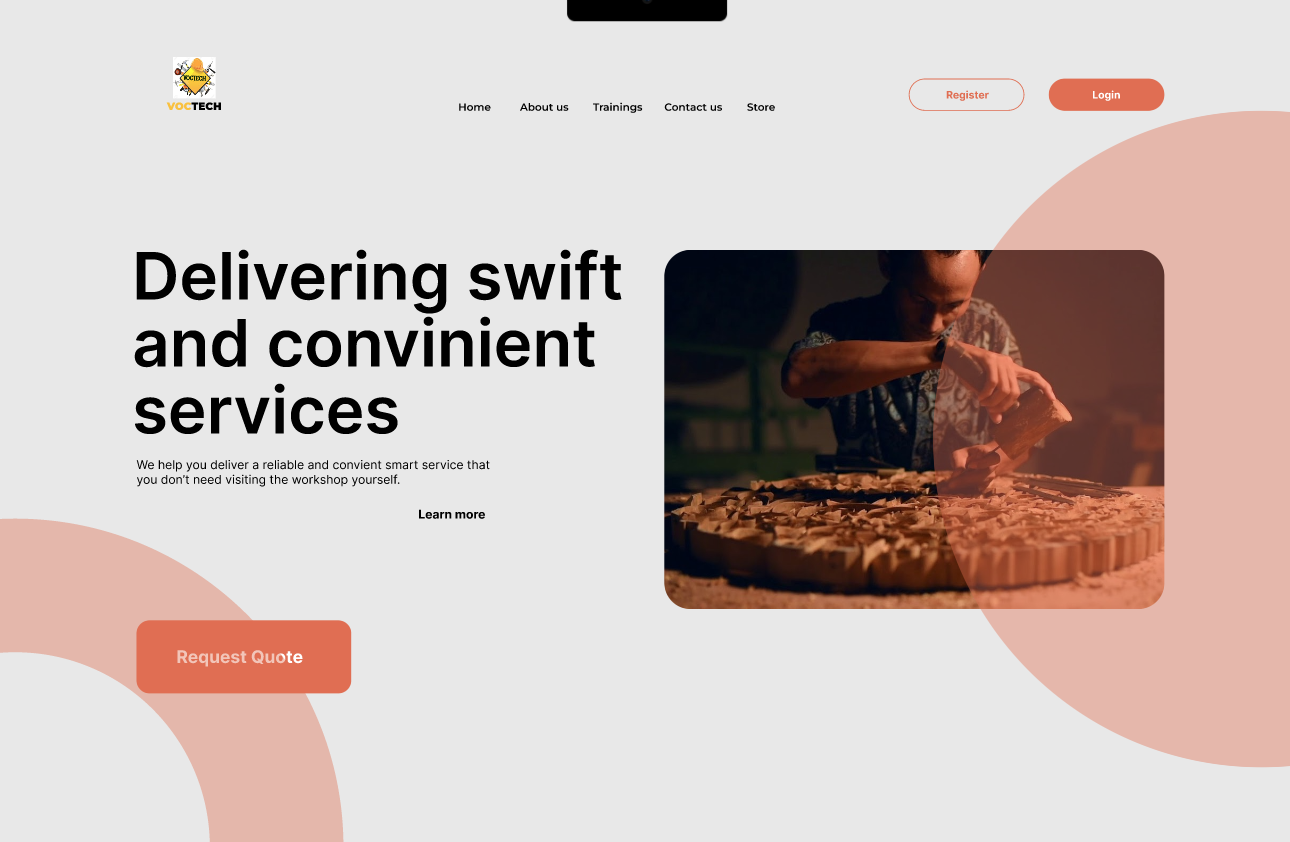 VOCTECH
VOCTECH
Home
About us
Trainings
Contact us
Store
Register
Login
Delivering swift
and convinient
services
We help you deliver a reliable and convient smart service that
you don’t need visiting the workshop yourself.
Learn more
Request Quote